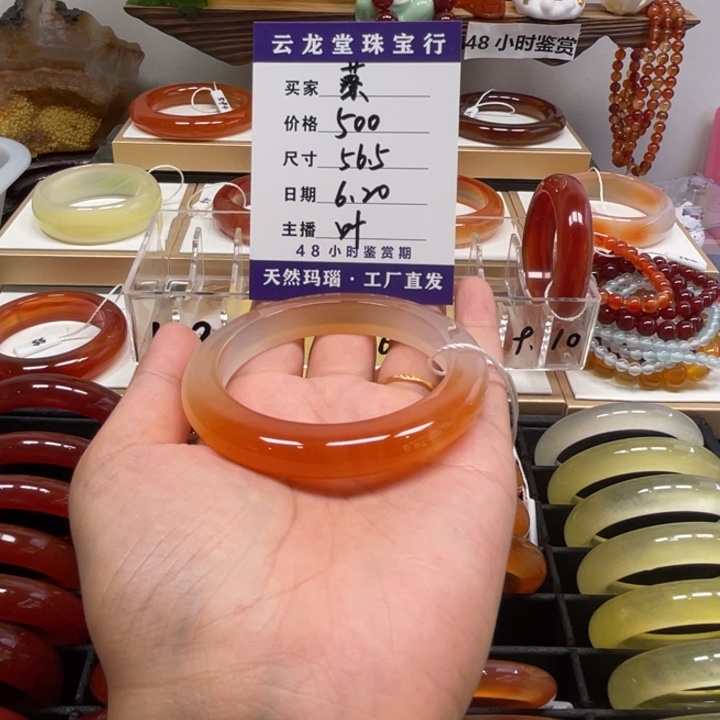 云龙堂珠宝行
48小时鉴赏
买家 蔡
价格 500
尺寸 56.5
日期 6.20
主播 叶
48小时鉴赏期
天然玛瑙·工厂直发
9.10